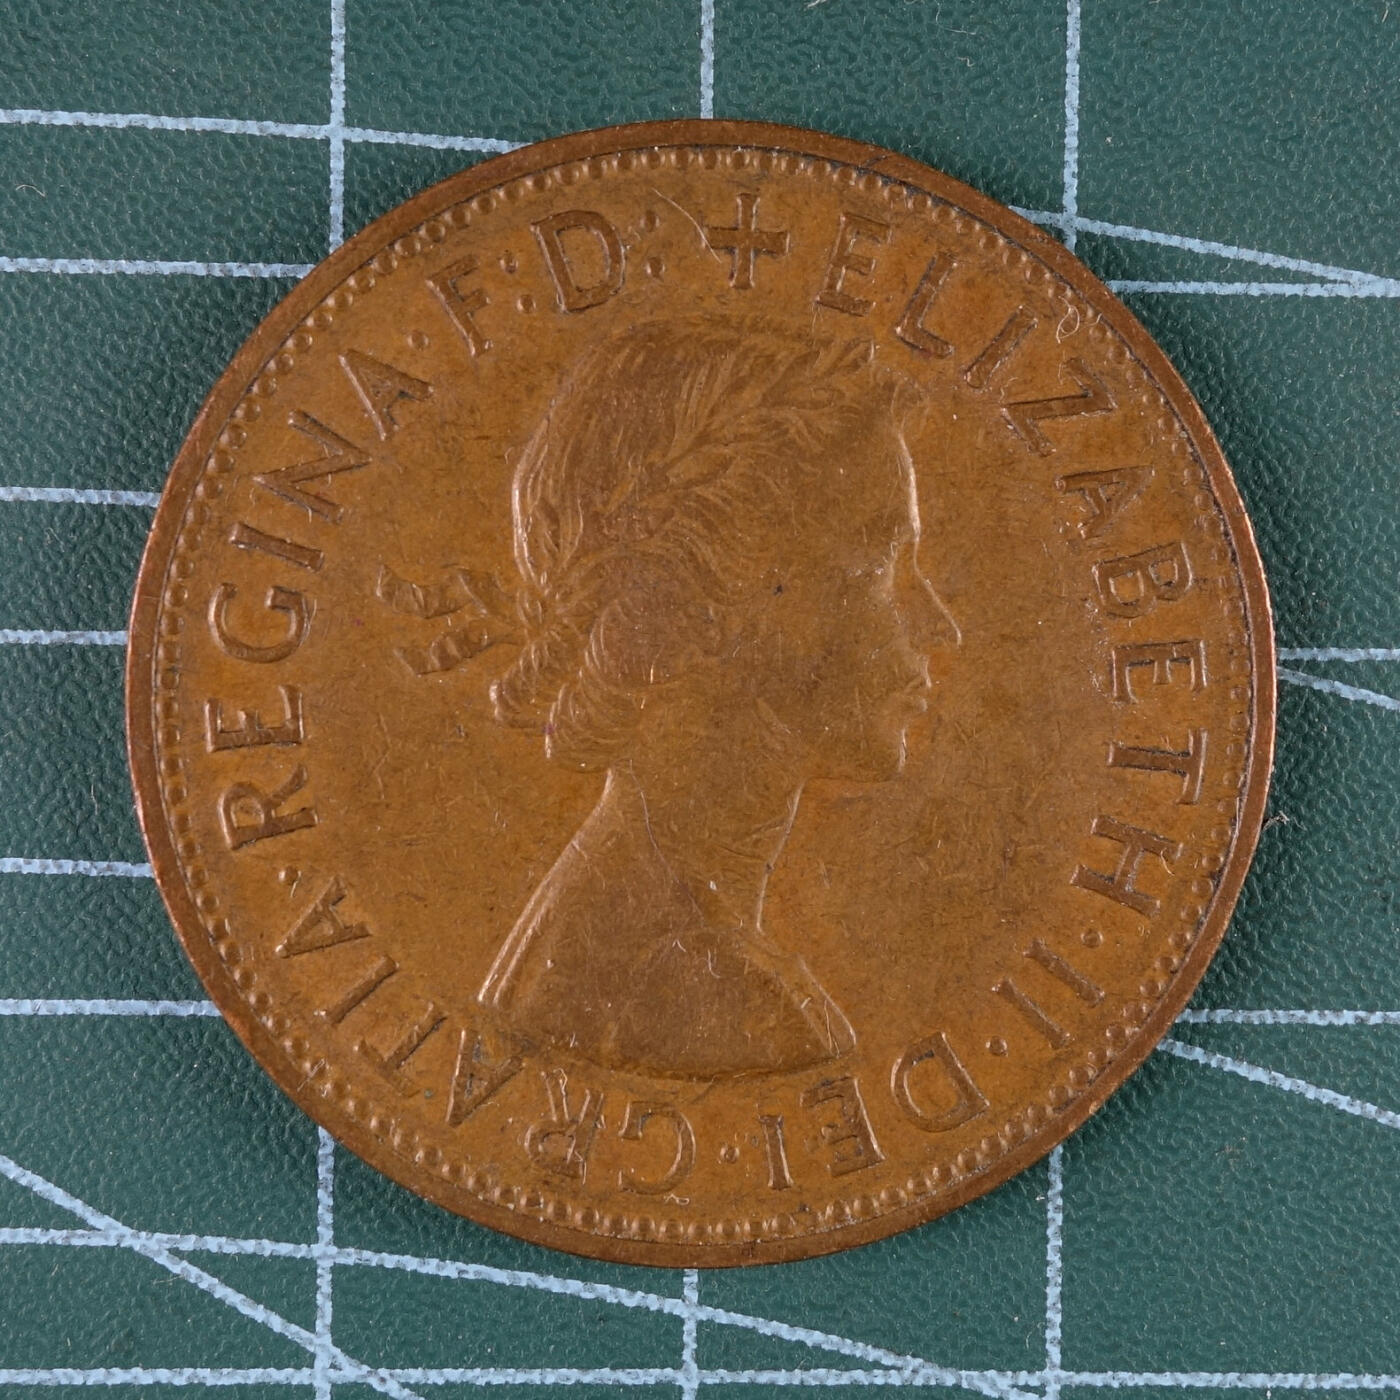 + ELIZABETH · II · DEI · GRATIA · REGINA · F : D :